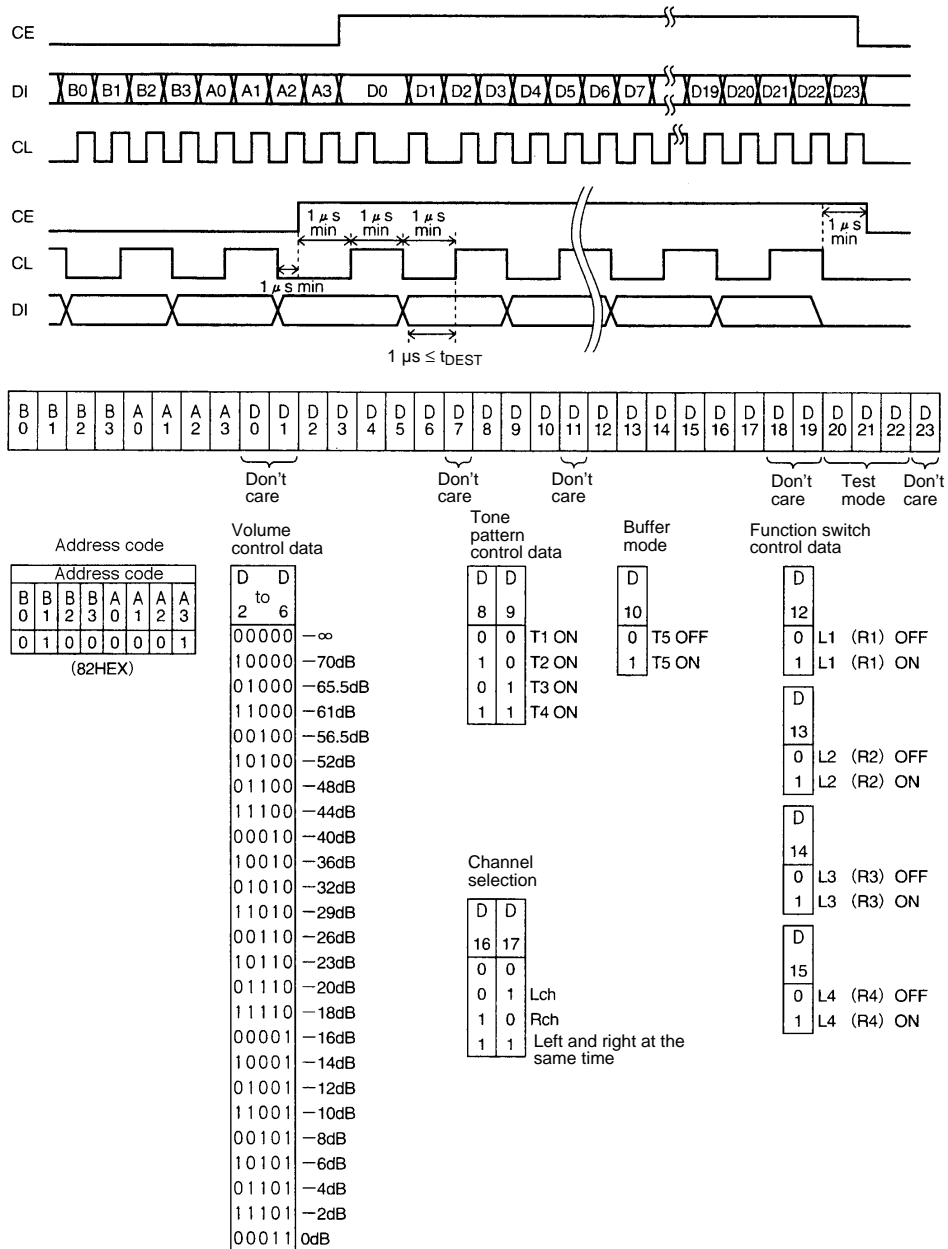 CE
DI B0 B1 B2 B3 A0 A1 A2 A3 D0 D1 D2 D3 D4 D5 D6 D7 D19 D20 D21 D22 D23
CL
CE
1 μs min 1 μs min 1 μs min 1 μs min
CL
1 μs min
DI
1 μs ≤ tDEST
B0 B1 B2 B3 A0 A1 A2 A3 D0 D1 D2 D3 D4 D5 D6 D7 D8 D9 D10 D11 D12 D13 D14 D15 D16 D17 D18 D19 D20 D21 D22 D23
Don't care Don't care Don't care Don't care Test mode Don't care
Address code
Address code
B0 B1 B2 B3 A0 A1 A2 A3
0 1 0 0 0 0 0 1
(82HEX)
Volume
control data
D2 to D6
00000 −∞
10000 −70dB
01000 −65.5dB
11000 −61dB
00100 −56.5dB
10100 −52dB
01100 −48dB
11100 −44dB
00010 −40dB
10010 −36dB
01010 −32dB
11010 −29dB
00110 −26dB
10110 −23dB
01110 −20dB
11110 −18dB
00001 −16dB
10001 −14dB
01001 −12dB
11001 −10dB
00101 −8dB
10101 −6dB
01101 −4dB
11101 −2dB
00011 0dB
Tone
pattern
control data
D8 D9
0 0 T1 ON
1 0 T2 ON
0 1 T3 ON
1 1 T4 ON
Channel
selection
D16 D17
0 0
0 1 Lch
1 0 Rch
1 1 Left and right at the
same time
Buffer
mode
D10
0 T5 OFF
1 T5 ON
Function switch
control data
D12
0 L1 (R1) OFF
1 L1 (R1) ON
D13
0 L2 (R2) OFF
1 L2 (R2) ON
D14
0 L3 (R3) OFF
1 L3 (R3) ON
D15
0 L4 (R4) OFF
1 L4 (R4) ON